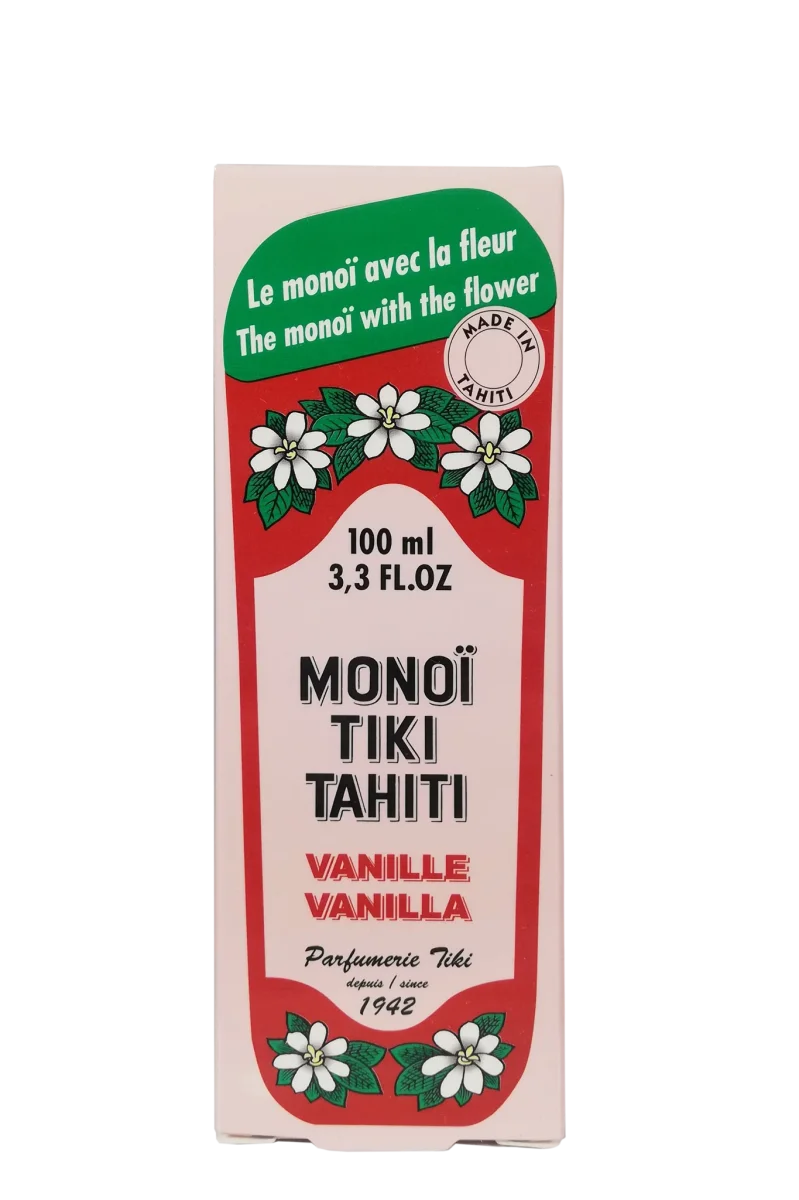 Le monoï avec la fleur
The monoï with the flower
MADE IN
TAHITI
100 ml
3,3 FL.OZ
MONOÏ
TIKI
TAHITI
VANILLE
VANILLA
Parfumerie Tiki
depuis / since
1942